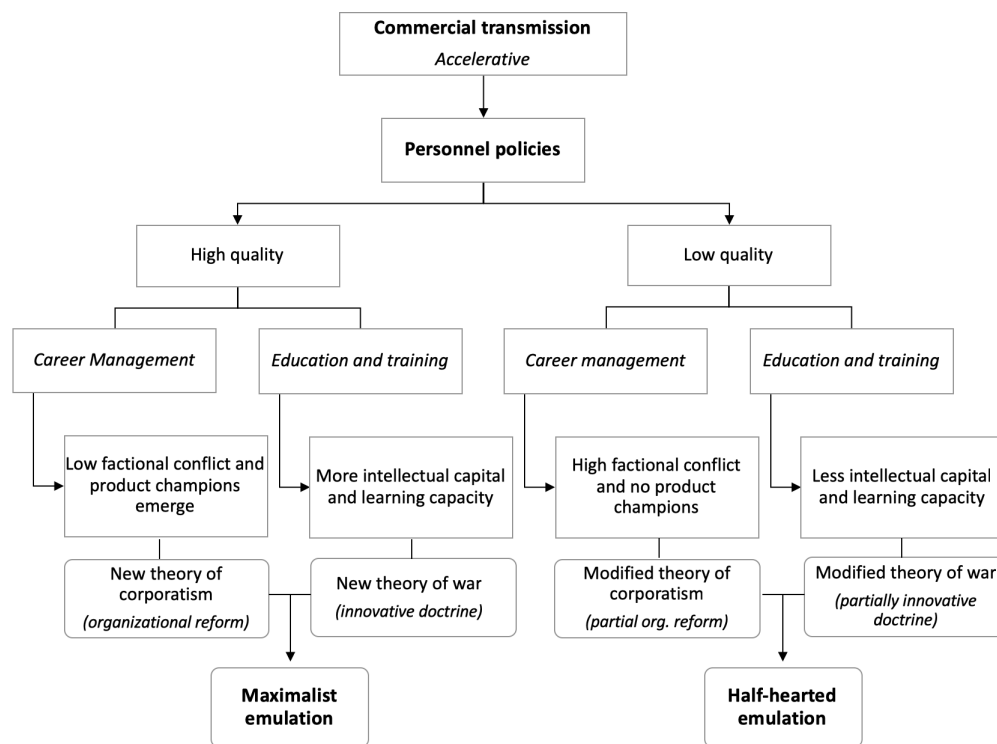 Commercial transmission
Accelerative
Personnel policies
High quality
Low quality
Career Management
Education and training
Career management
Education and training
Low factional conflict and
product champions
emerge
More intellectual capital
and learning capacity
High factional conflict
and no product
champions
Less intellectual capital
and learning capacity
New theory of
corporatism
(organizational reform)
New theory of war
(innovative doctrine)
Modified theory of
corporatism
(partial org. reform)
Modified theory of war
(partially innovative
doctrine)
Maximalist
emulation
Half-hearted
emulation